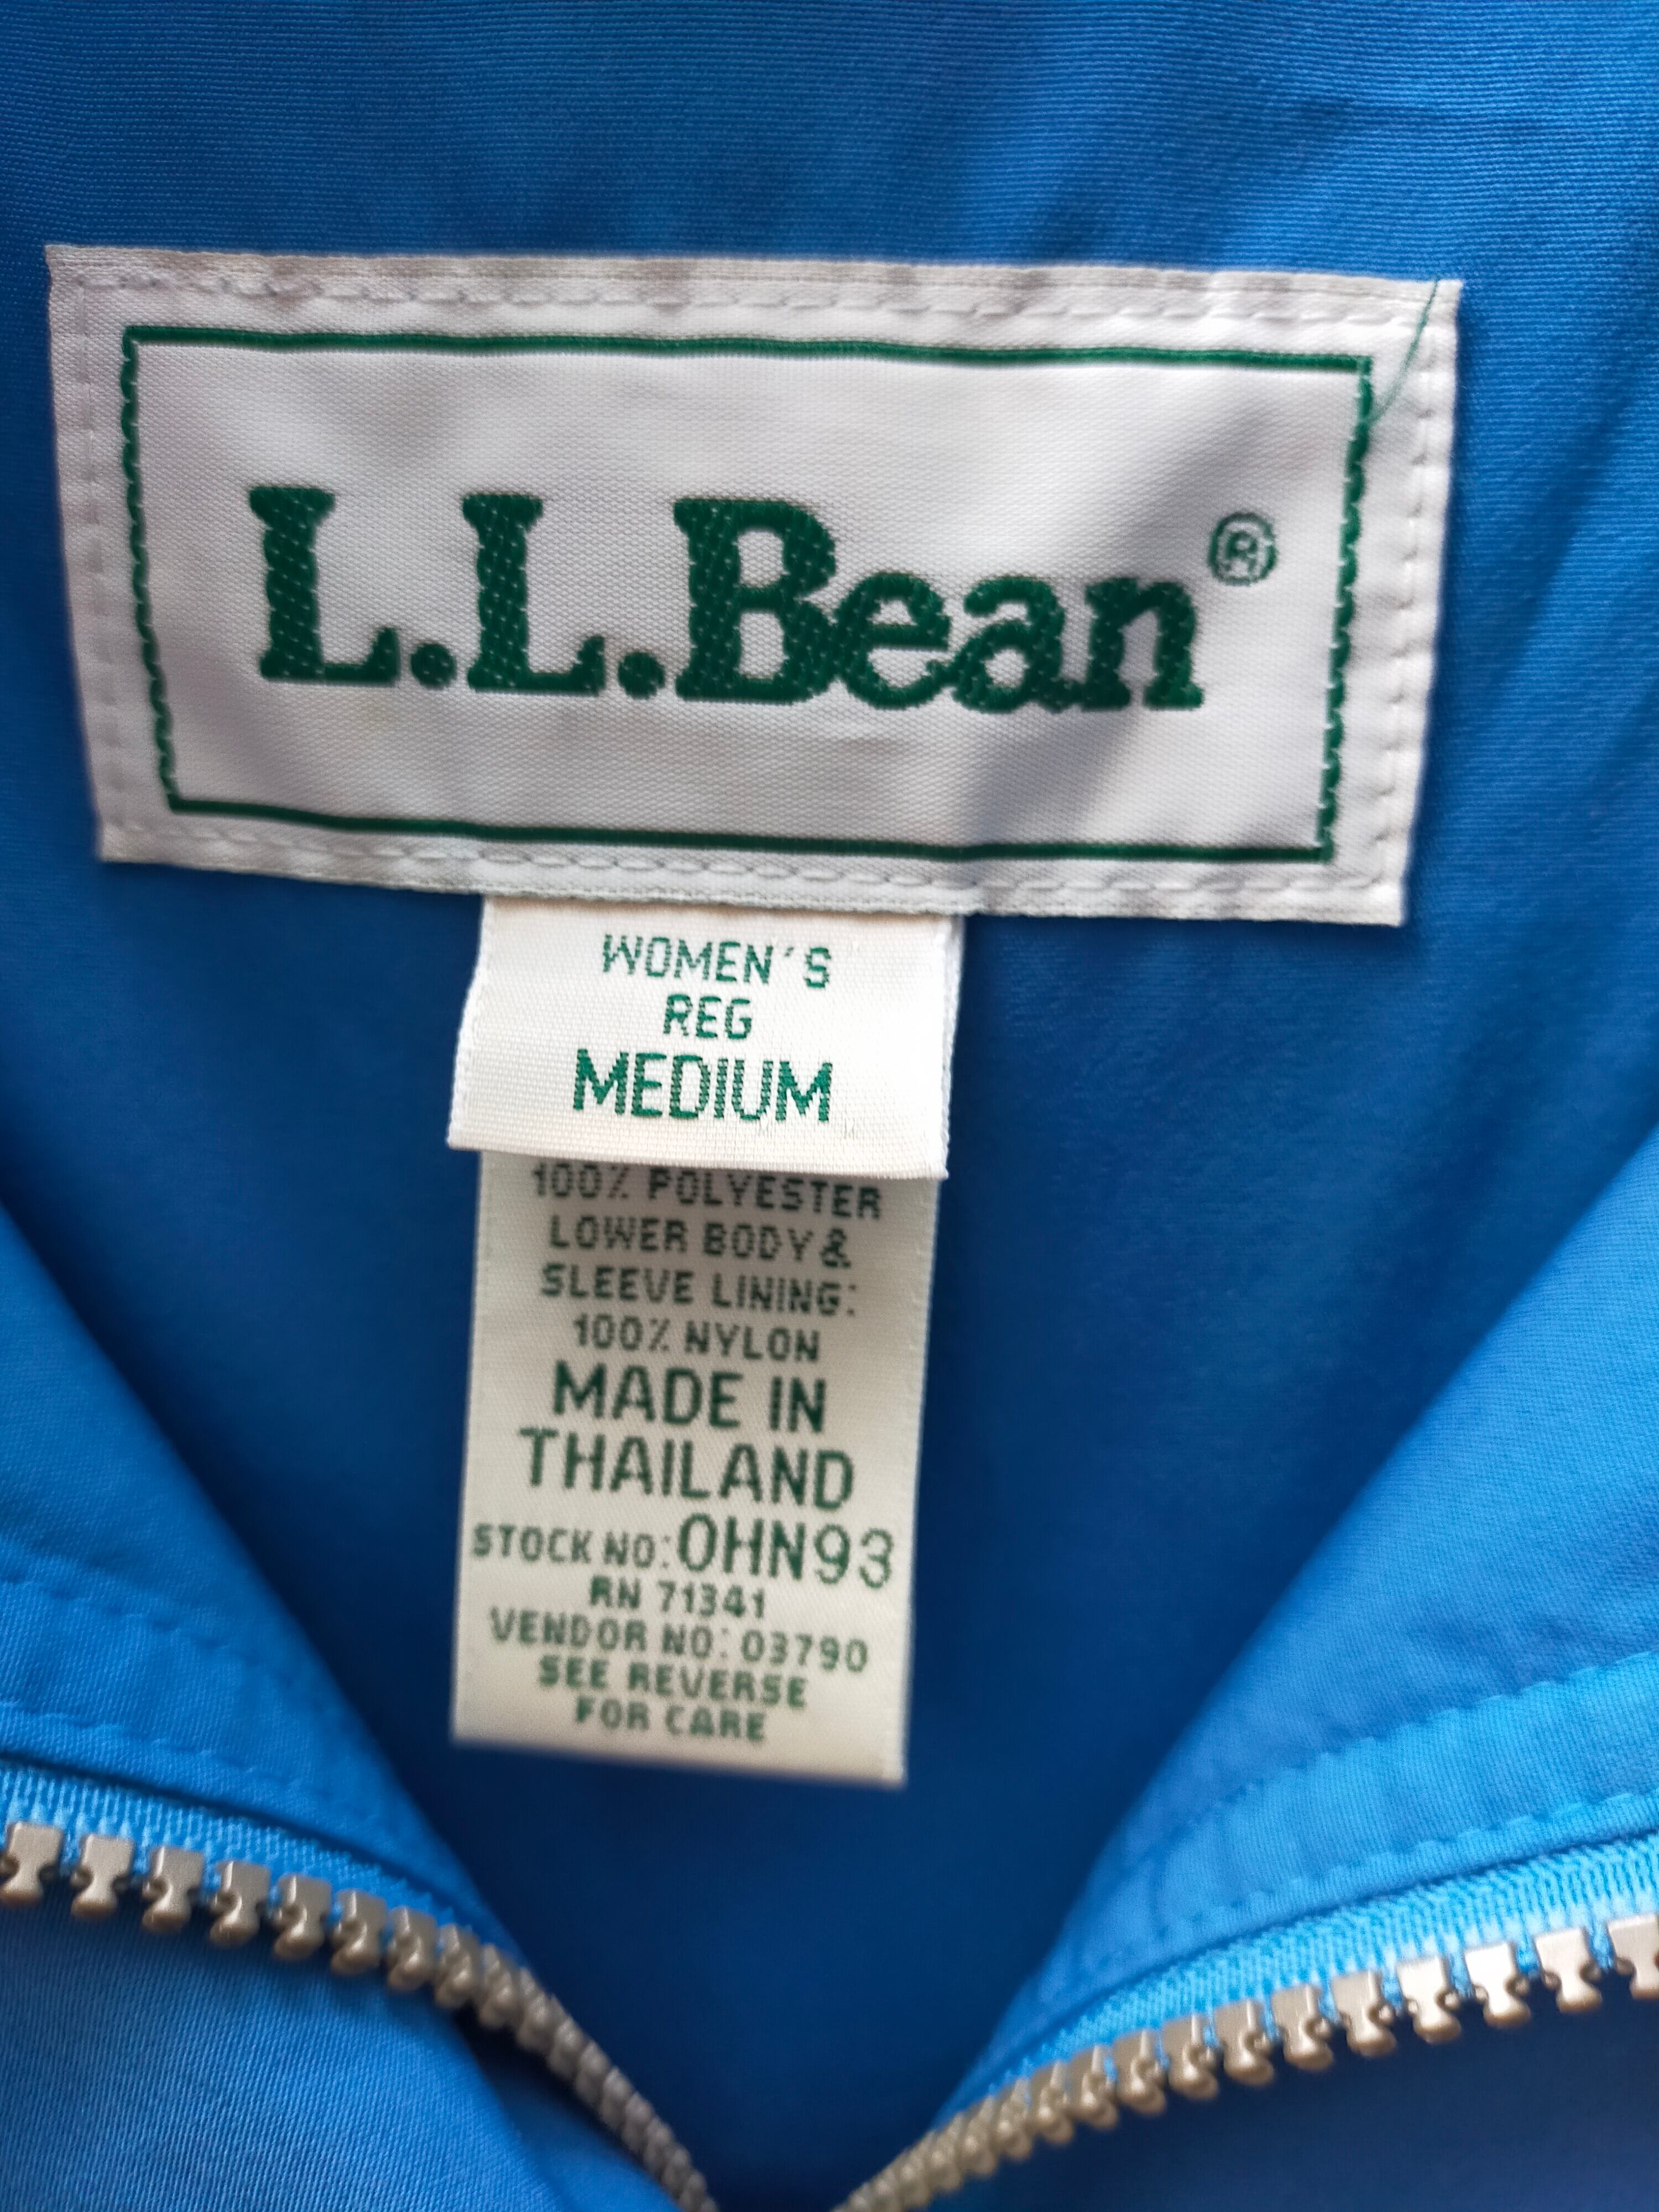 L.L.Bean®
WOMEN'S
REG
MEDIUM
100% POLYESTER
LOWER BODY &
SLEEVE LINING:
100% NYLON
MADE IN
THAILAND
STOCK NO: OHN93
RN 71341
VENDOR NO: 03790
SEE REVERSE
FOR CARE